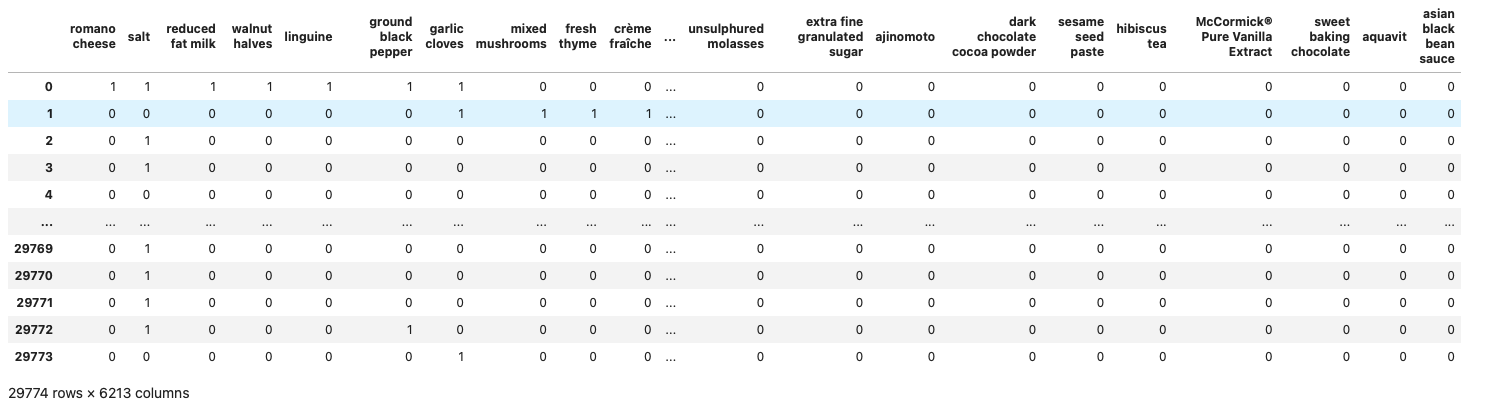 romano cheese salt reduced fat milk walnut halves linguine ground black pepper garlic cloves mixed mushrooms fresh thyme crème fraîche ... unsulphured molasses extra fine granulated sugar ajinomoto dark chocolate cocoa powder sesame seed paste hibiscus tea McCormick® Pure Vanilla Extract sweet baking chocolate aquavit asian black bean sauce
0 1 1 1 1 1 1 1 0 0 0 ... 0 0 0 0 0 0 0 0 0 0
1 0 0 0 0 0 0 1 1 1 1 ... 0 0 0 0 0 0 0 0 0 0
2 0 1 0 0 0 0 0 0 0 0 ... 0 0 0 0 0 0 0 0 0 0
3 0 1 0 0 0 0 0 0 0 0 ... 0 0 0 0 0 0 0 0 0 0
4 0 0 0 0 0 0 0 0 0 0 ... 0 0 0 0 0 0 0 0 0 0
... ... ... ... ... ... ... ... ... ... ... ... ... ... ... ... ... ... ... ... ... ...
29769 0 1 0 0 0 0 0 0 0 0 ... 0 0 0 0 0 0 0 0 0 0
29770 0 1 0 0 0 0 0 0 0 0 ... 0 0 0 0 0 0 0 0 0 0
29771 0 1 0 0 0 0 0 0 0 0 ... 0 0 0 0 0 0 0 0 0 0
29772 0 1 0 0 0 1 0 0 0 0 ... 0 0 0 0 0 0 0 0 0 0
29773 0 0 0 0 0 0 1 0 0 0 ... 0 0 0 0 0 0 0 0 0 0
29774 rows × 6213 columns